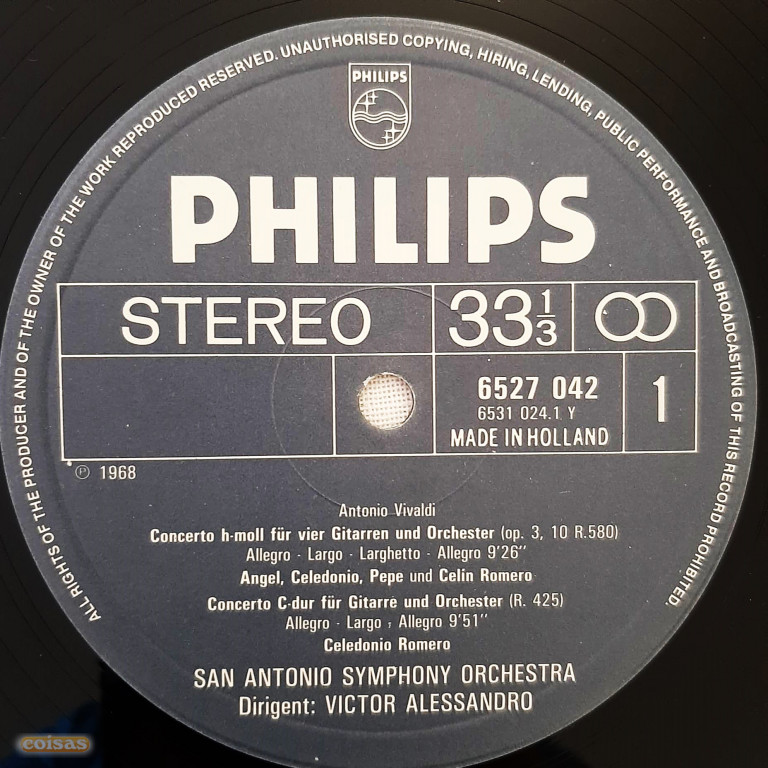 ALL RIGHTS OF THE PRODUCER AND OF THE OWNER OF THE WORK REPRODUCED RESERVED. UNAUTHORISED COPYING, HIRING, LENDING, PUBLIC PERFORMANCE AND BROADCASTING OF THIS RECORD PROHIBITED.
PHILIPS
PHILIPS
STEREO 33 1/3
6527 042 1
6531 024.1 Y
MADE IN HOLLAND
℗ 1968
Antonio Vivaldi
Concerto h-moll für vier Gitarren und Orchester (op. 3, 10 R.580)
Allegro - Largo - Larghetto - Allegro 9'26''
Angel, Celedonio, Pepe und Celin Romero
Concerto C-dur für Gitarre und Orchester (R. 425)
Allegro - Largo - Allegro 9'51''
Celedonio Romero
SAN ANTONIO SYMPHONY ORCHESTRA
Dirigent: VICTOR ALESSANDRO
coisas